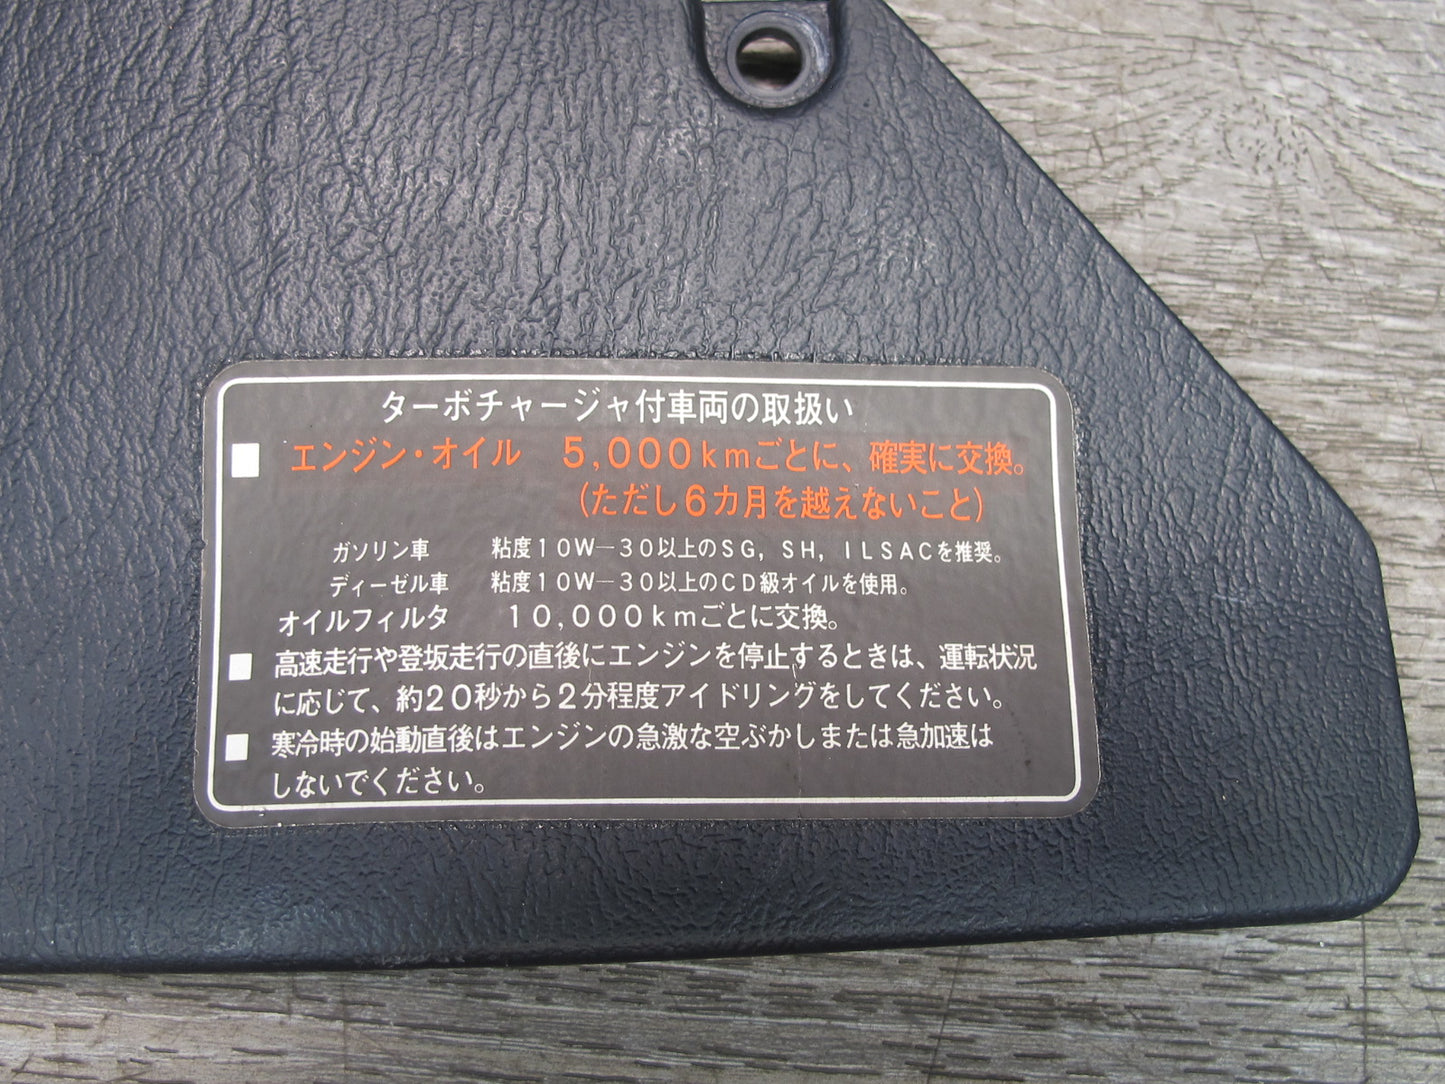 ターボチャージャ付車両の取扱い
■ エンジン・オイル 5,000kmごとに、確実に交換。
(ただし6カ月を越えないこと)
ガソリン車 粘度10W—30以上のSG, SH, ILSACを推奨。
ディーゼル車 粘度10W—30以上のCD級オイルを使用。
オイルフィルタ 10,000kmごとに交換。
■ 高速走行や登坂走行の直後にエンジンを停止するときは、運転状況
に応じて、約20秒から2分程度アイドリングをしてください。
■ 寒冷時の始動直後はエンジンの急激な空ぶかしまたは急加速は
しないでください。